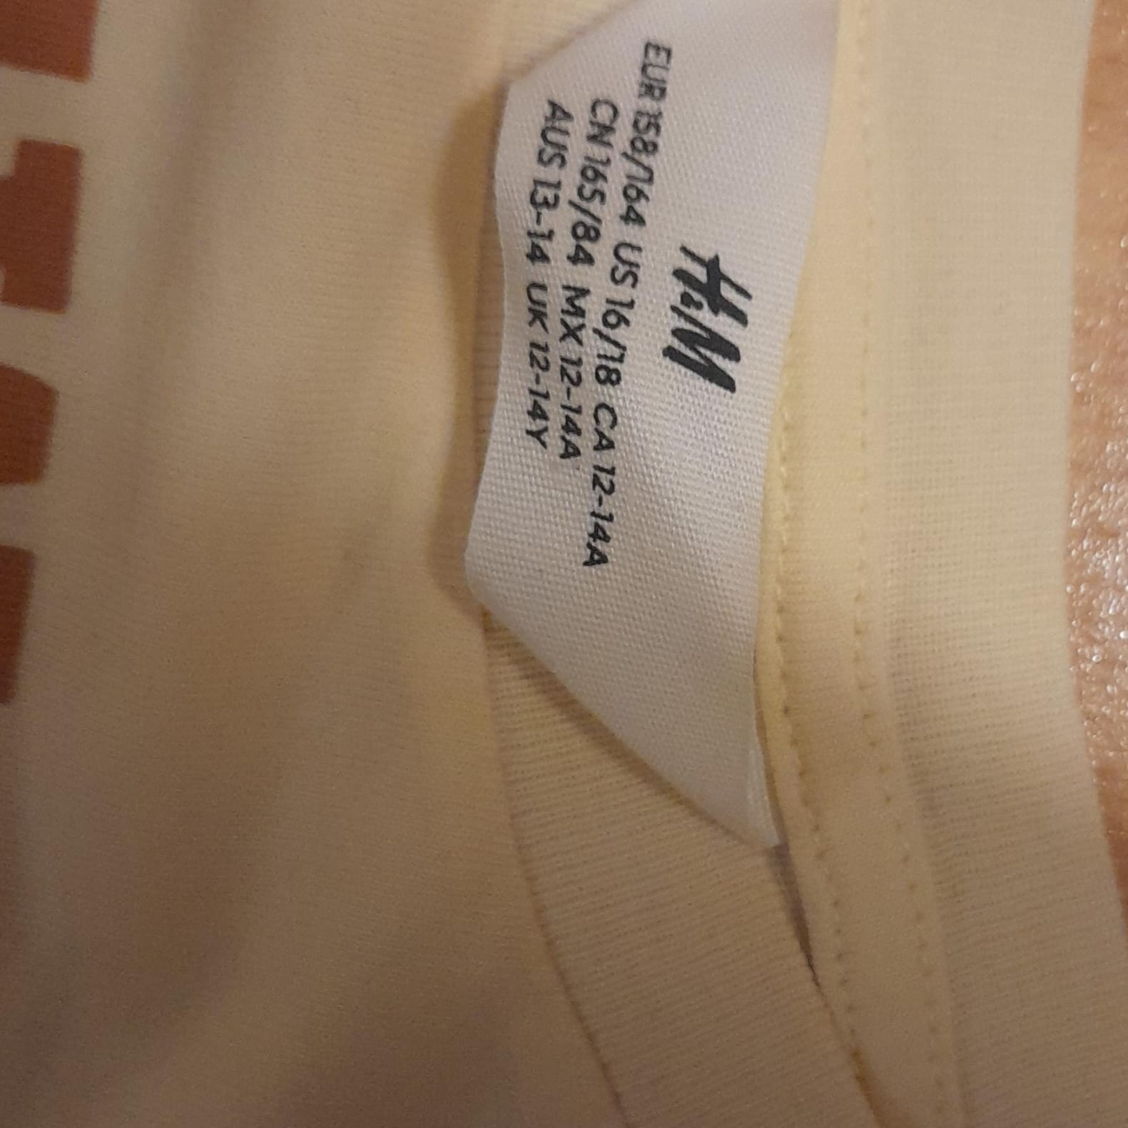 H&M
EUR 158/164 US 16/18 CA 12-14A
CN 165/84 MX 12-14A
AUS 13-14 UK 12-14Y